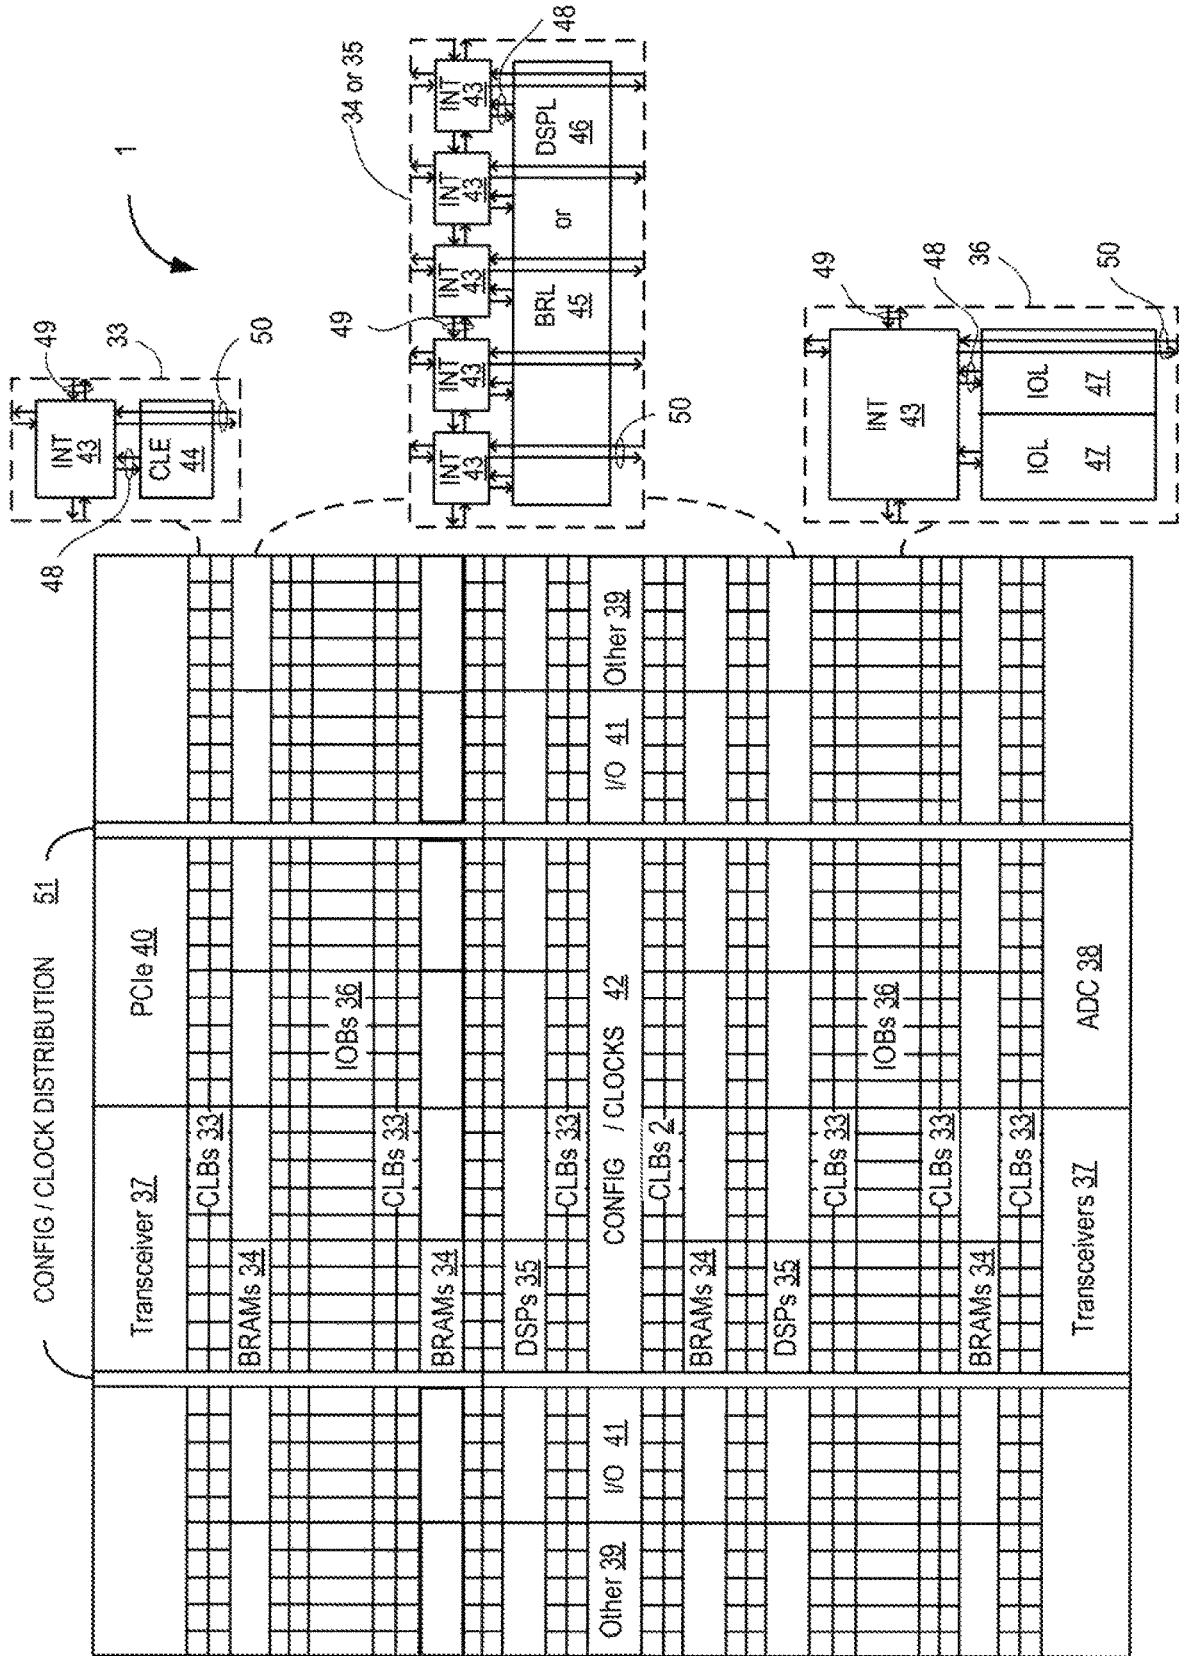 1
CONFIG / CLOCK DISTRIBUTION 51
Transceiver 37
PCIe 40
CLBs 33
BRAMs 34
IOBs 36
CLBs 33
BRAMs 34
DSPs 35
CLBs 33
Other 39
I/O 41
CONFIG / CLOCKS 42
I/O 41
Other 39
CLBs 2
BRAMs 34
DSPs 35
CLBs 33
IOBs 36
CLBs 33
BRAMs 34
CLBs 33
Transceivers 37
ADC 38
48
49
33
INT
43
CLE
44
50
34 or 35
INT
43
INT
43
49
INT
43
INT
43
INT
43
48
BRL
45
or
DSPL
46
50
49
48
36
INT
43
IOL
47
IOL
47
50